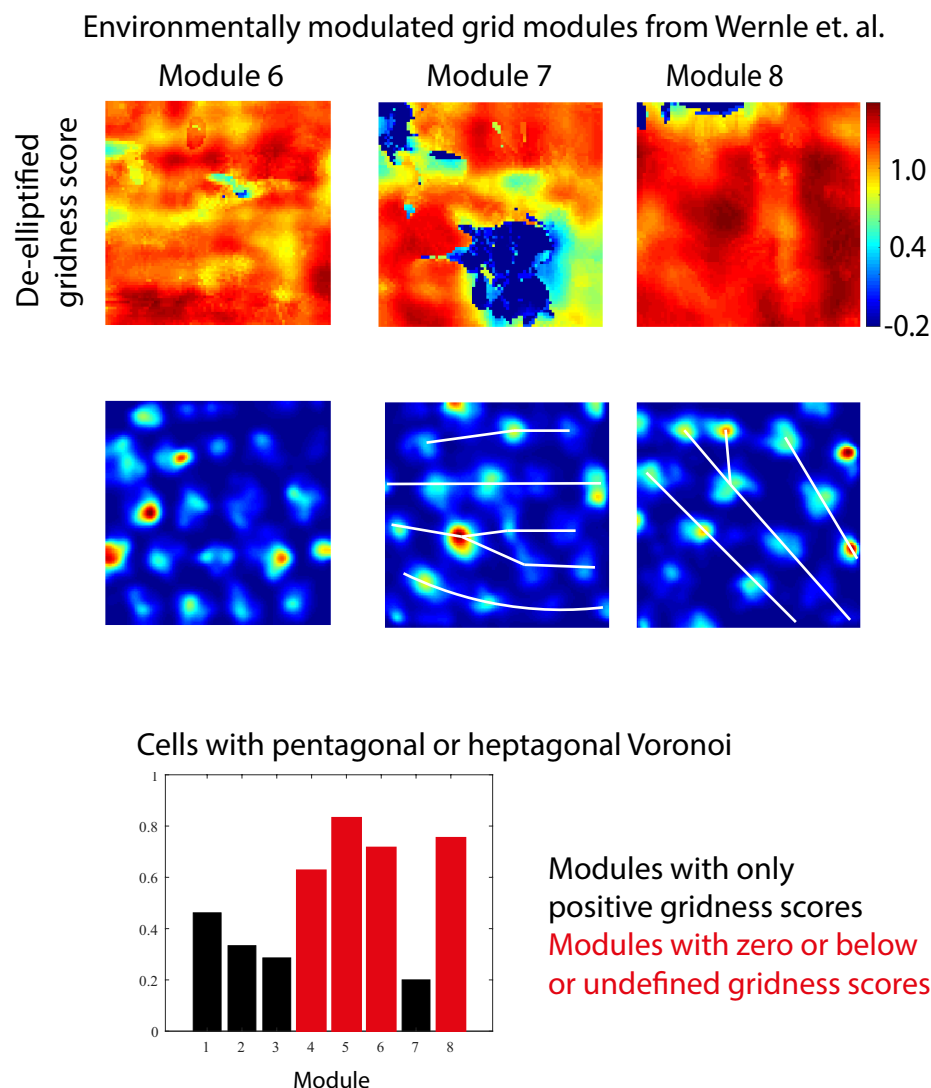 Environmentally modulated grid modules from Wernle et. al.
Module 6
Module 7
Module 8
De-elliptified
gridness score
1.0
0.4
-0.2
Cells with pentagonal or heptagonal Voronoi
1
0.8
0.6
0.4
0.2
0
1 2 3 4 5 6 7 8
Module
Modules with only
positive gridness scores
Modules with zero or below
or undefined gridness scores